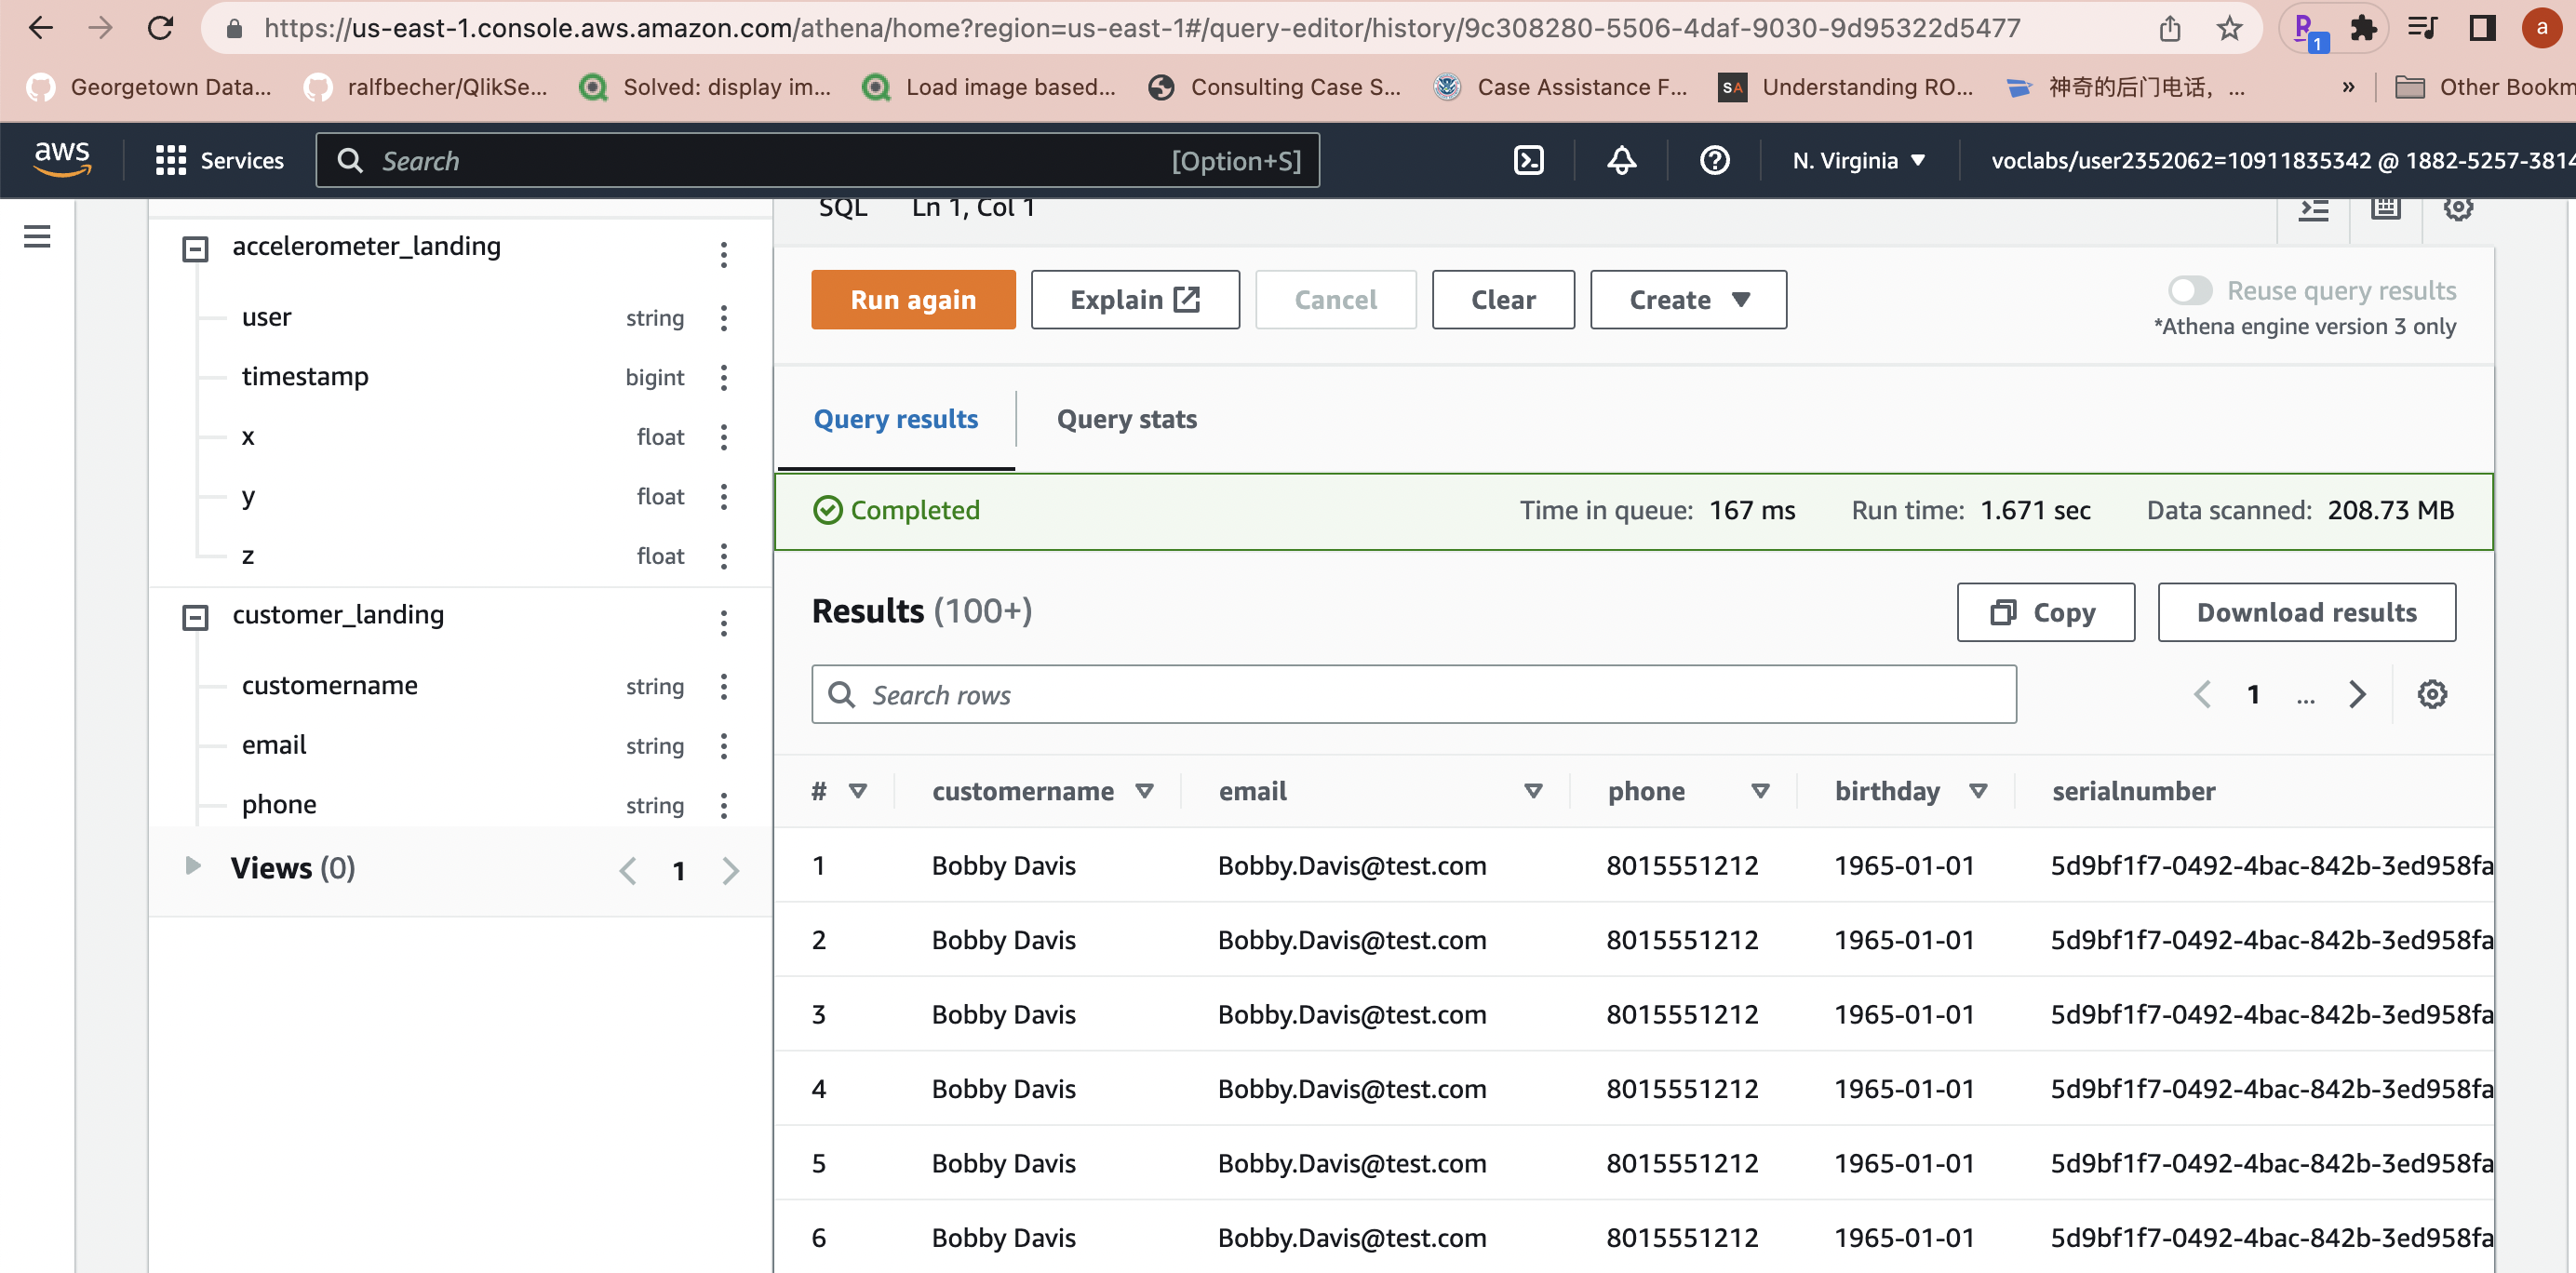 https://us-east-1.console.aws.amazon.com/athena/home?region=us-east-1#/query-editor/history/9c308280-5506-4daf-9030-9d95322d5477
1
a
Georgetown Data...
ralfbecher/QlikSe...
Solved: display im...
Load image based...
Consulting Case S...
Case Assistance F...
SA
Understanding RO...
神奇的后门电话，...
»
Other Bookm
aws
Services
Search
[Option+S]
N. Virginia
voclabs/user2352062=10911835342 @ 1882-5257-3814
accelerometer_landing
user string
timestamp bigint
x float
y float
z float
customer_landing
customername string
email string
phone string
Views (0)
1
SQL Ln 1, Col 1
Run again
Explain
Cancel
Clear
Create
Reuse query results
*Athena engine version 3 only
Query results
Query stats
Completed
Time in queue: 167 ms Run time: 1.671 sec Data scanned: 208.73 MB
Results (100+)
Copy
Download results
Search rows
1 ...
# customername email phone birthday serialnumber
1 Bobby Davis Bobby.Davis@test.com 8015551212 1965-01-01 5d9bf1f7-0492-4bac-842b-3ed958fa
2 Bobby Davis Bobby.Davis@test.com 8015551212 1965-01-01 5d9bf1f7-0492-4bac-842b-3ed958fa
3 Bobby Davis Bobby.Davis@test.com 8015551212 1965-01-01 5d9bf1f7-0492-4bac-842b-3ed958fa
4 Bobby Davis Bobby.Davis@test.com 8015551212 1965-01-01 5d9bf1f7-0492-4bac-842b-3ed958fa
5 Bobby Davis Bobby.Davis@test.com 8015551212 1965-01-01 5d9bf1f7-0492-4bac-842b-3ed958fa
6 Bobby Davis Bobby.Davis@test.com 8015551212 1965-01-01 5d9bf1f7-0492-4bac-842b-3ed958fa